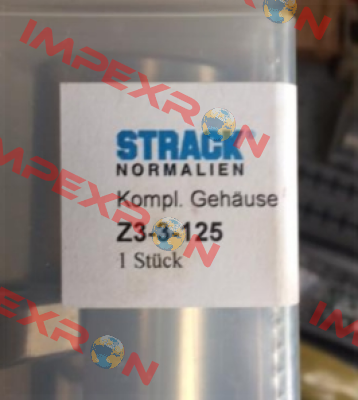 IMPEXRON
STRACK®
NORMALIEN
Kompl. Gehäuse
Z3-3-125
1 Stück
IMPEXRON
IMPEXRON